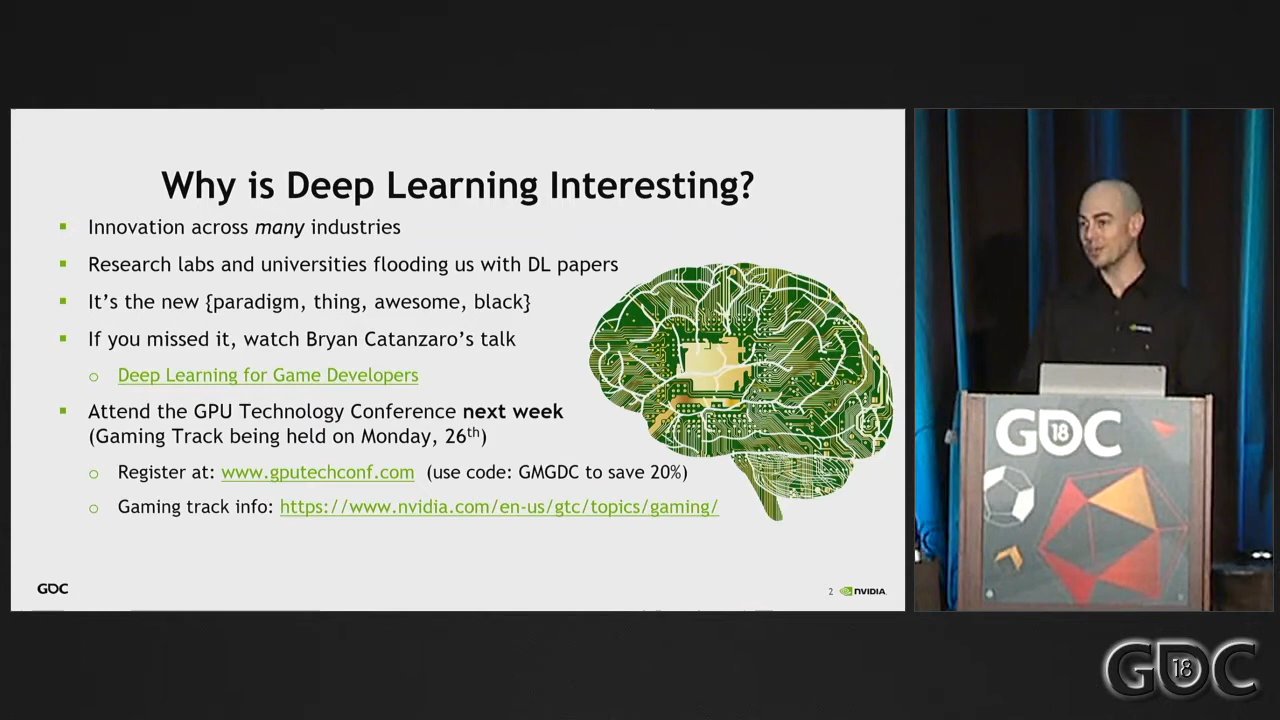 Why is Deep Learning Interesting?
Innovation across many industries
Research labs and universities flooding us with DL papers
It's the new {paradigm, thing, awesome, black}
If you missed it, watch Bryan Catanzaro's talk
Deep Learning for Game Developers
Attend the GPU Technology Conference next week
(Gaming Track being held on Monday, 26th)
Register at: www.gputechconf.com (use code: GMGDC to save 20%)
Gaming track info: https://www.nvidia.com/en-us/gtc/topics/gaming/
GDC
2 NVIDIA.
GDC
18
GDC
18